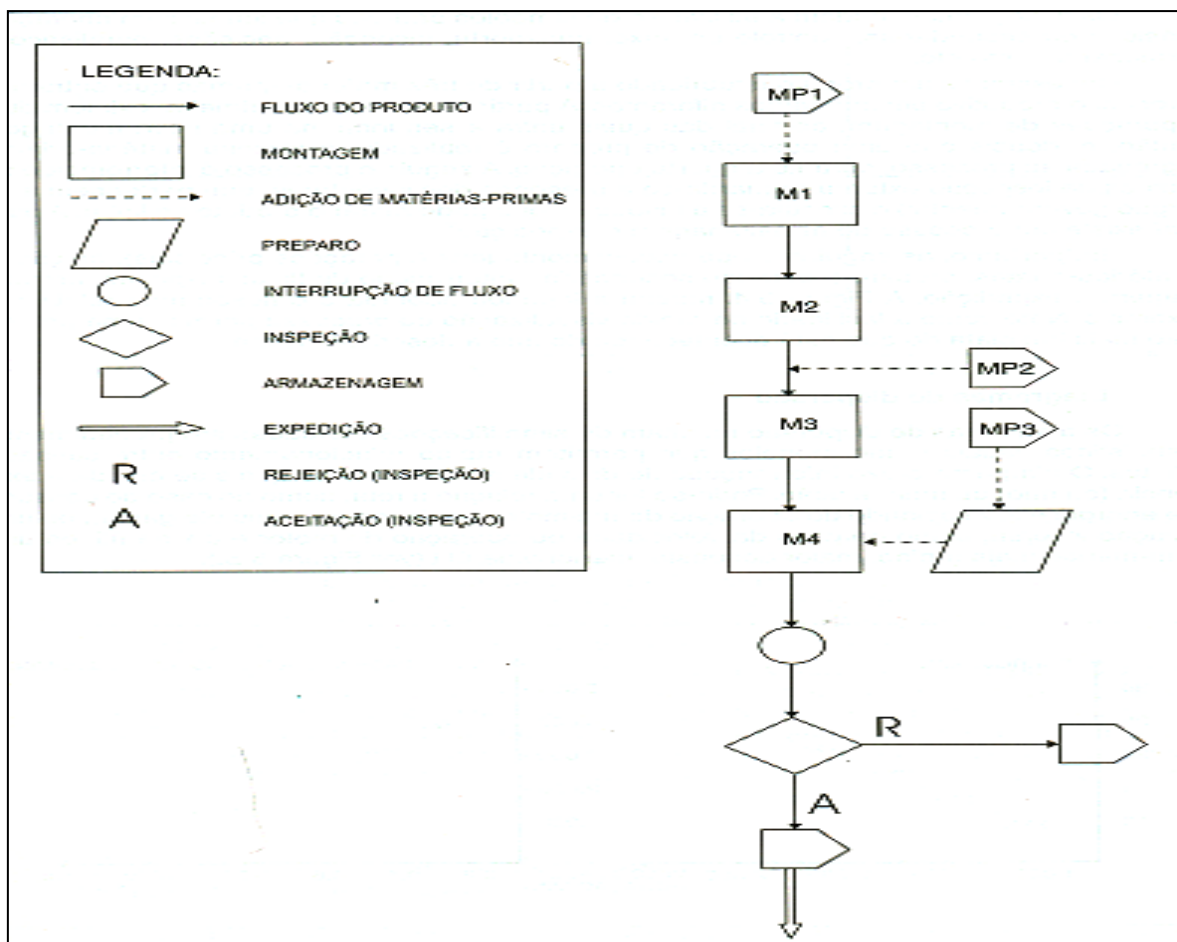 LEGENDA:
FLUXO DO PRODUTO
MONTAGEM
ADIÇÃO DE MATÉRIAS-PRIMAS
PREPARO
INTERRUPÇÃO DE FLUXO
INSPEÇÃO
ARMAZENAGEM
EXPEDIÇÃO
R REJEIÇÃO (INSPEÇÃO)
A ACEITAÇÃO (INSPEÇÃO)
MP1
M1
M2
MP2
M3
MP3
M4
R
A